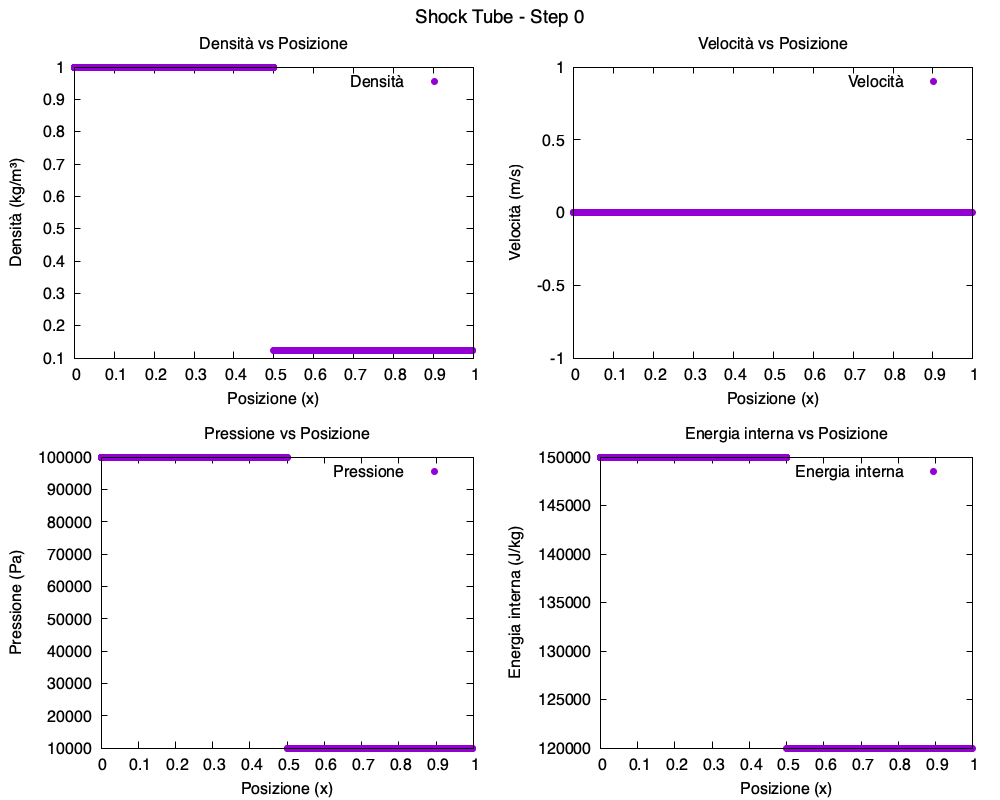 Shock Tube - Step 0
Densità vs Posizione
Densità
Densità (kg/m³)
1
0.9
0.8
0.7
0.6
0.5
0.4
0.3
0.2
0.1
0 0.1 0.2 0.3 0.4 0.5 0.6 0.7 0.8 0.9 1
Posizione (x)
Velocità vs Posizione
Velocità
Velocità (m/s)
1
0.5
0
-0.5
-1
0 0.1 0.2 0.3 0.4 0.5 0.6 0.7 0.8 0.9 1
Posizione (x)
Pressione vs Posizione
Pressione
Pressione (Pa)
100000
90000
80000
70000
60000
50000
40000
30000
20000
10000
0 0.1 0.2 0.3 0.4 0.5 0.6 0.7 0.8 0.9 1
Posizione (x)
Energia interna vs Posizione
Energia interna
Energia interna (J/kg)
150000
145000
140000
135000
130000
125000
120000
0 0.1 0.2 0.3 0.4 0.5 0.6 0.7 0.8 0.9 1
Posizione (x)